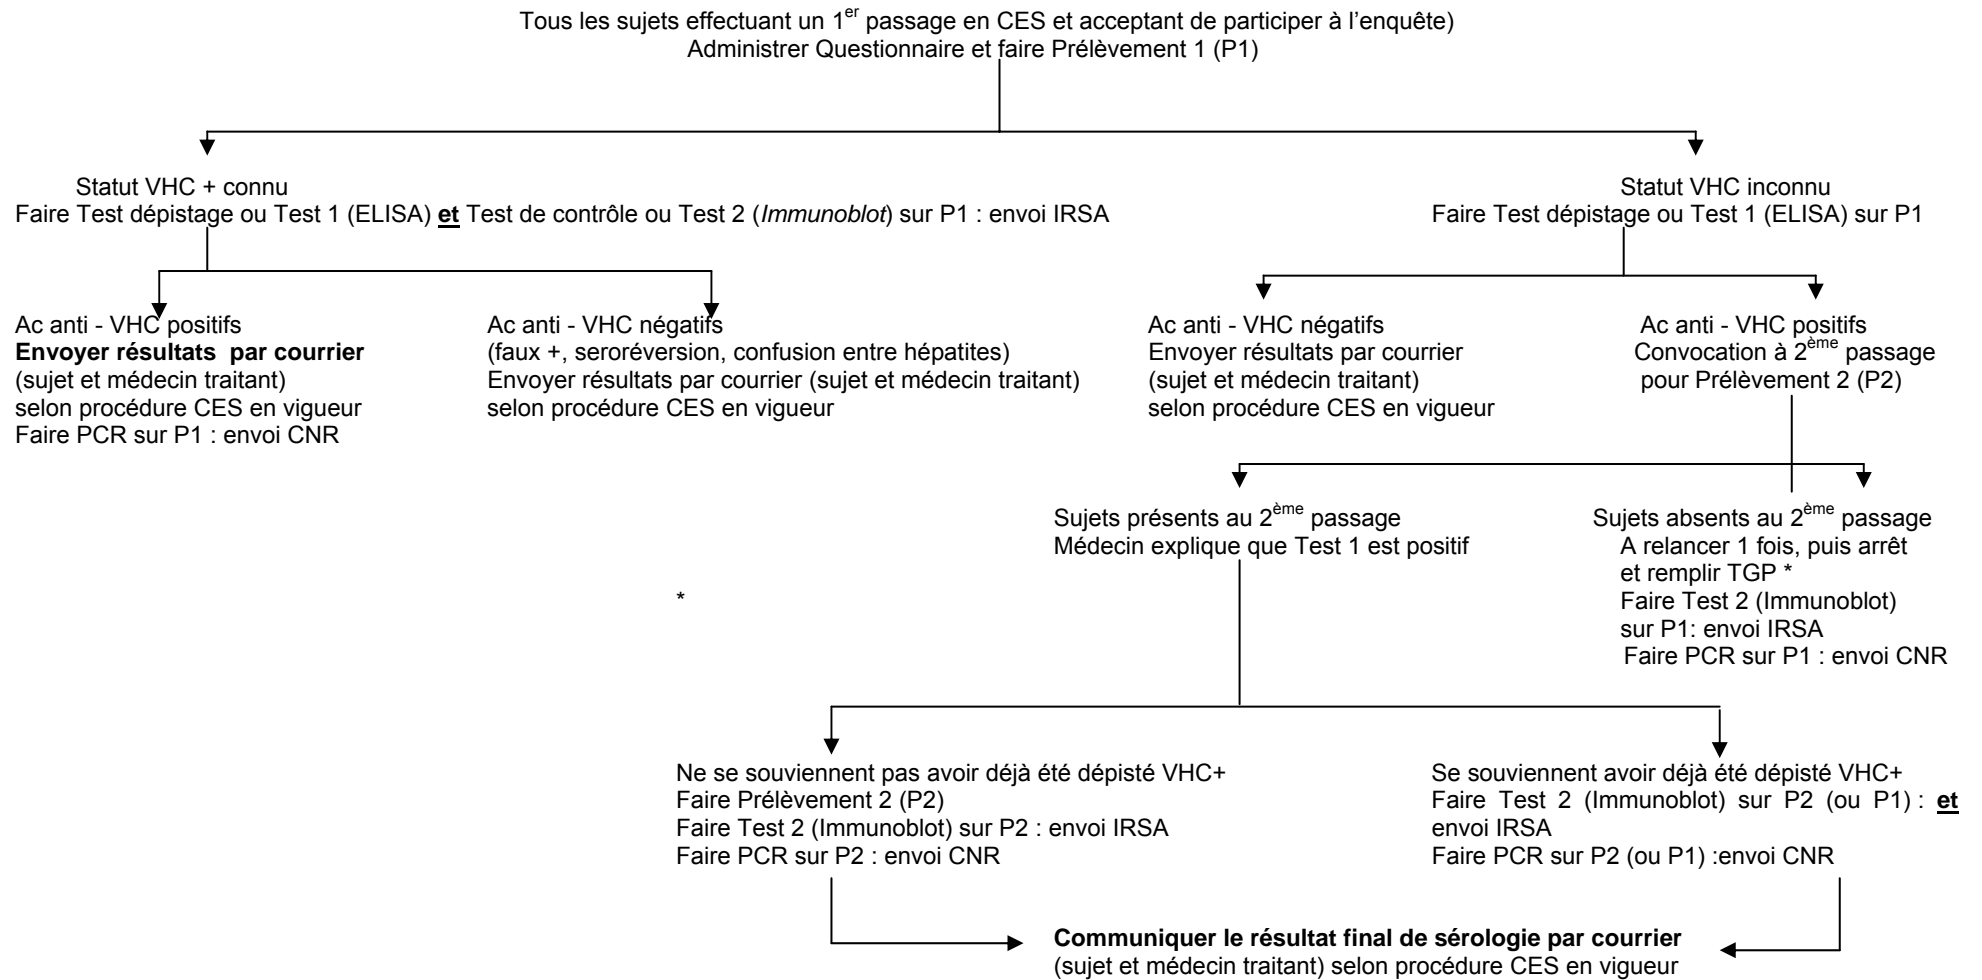 Tous les sujets effectuant un 1er passage en CES et acceptant de participer à l’enquête)
Administrer Questionnaire et faire Prélèvement 1 (P1)
Statut VHC + connu
Faire Test dépistage ou Test 1 (ELISA) et Test de contrôle ou Test 2 (Immunoblot) sur P1 : envoi IRSA
Statut VHC inconnu
Faire Test dépistage ou Test 1 (ELISA) sur P1
Ac anti - VHC positifs
Envoyer résultats par courrier
(sujet et médecin traitant)
selon procédure CES en vigueur
Faire PCR sur P1 : envoi CNR
Ac anti - VHC négatifs
(faux +, seroréversion, confusion entre hépatites)
Envoyer résultats par courrier (sujet et médecin traitant)
selon procédure CES en vigueur
Ac anti - VHC négatifs
Envoyer résultats par courrier
(sujet et médecin traitant)
selon procédure CES en vigueur
Ac anti - VHC positifs
Convocation à 2ème passage
pour Prélèvement 2 (P2)
Sujets présents au 2ème passage
Médecin explique que Test 1 est positif
Sujets absents au 2ème passage
A relancer 1 fois, puis arrêt
et remplir TGP *
Faire Test 2 (Immunoblot)
sur P1: envoi IRSA
Faire PCR sur P1 : envoi CNR
*
Ne se souviennent pas avoir déjà été dépisté VHC+
Faire Prélèvement 2 (P2)
Faire Test 2 (Immunoblot) sur P2 : envoi IRSA
Faire PCR sur P2 : envoi CNR
Se souviennent avoir déjà été dépisté VHC+
Faire Test 2 (Immunoblot) sur P2 (ou P1) : et
envoi IRSA
Faire PCR sur P2 (ou P1) :envoi CNR
Communiquer le résultat final de sérologie par courrier
(sujet et médecin traitant) selon procédure CES en vigueur